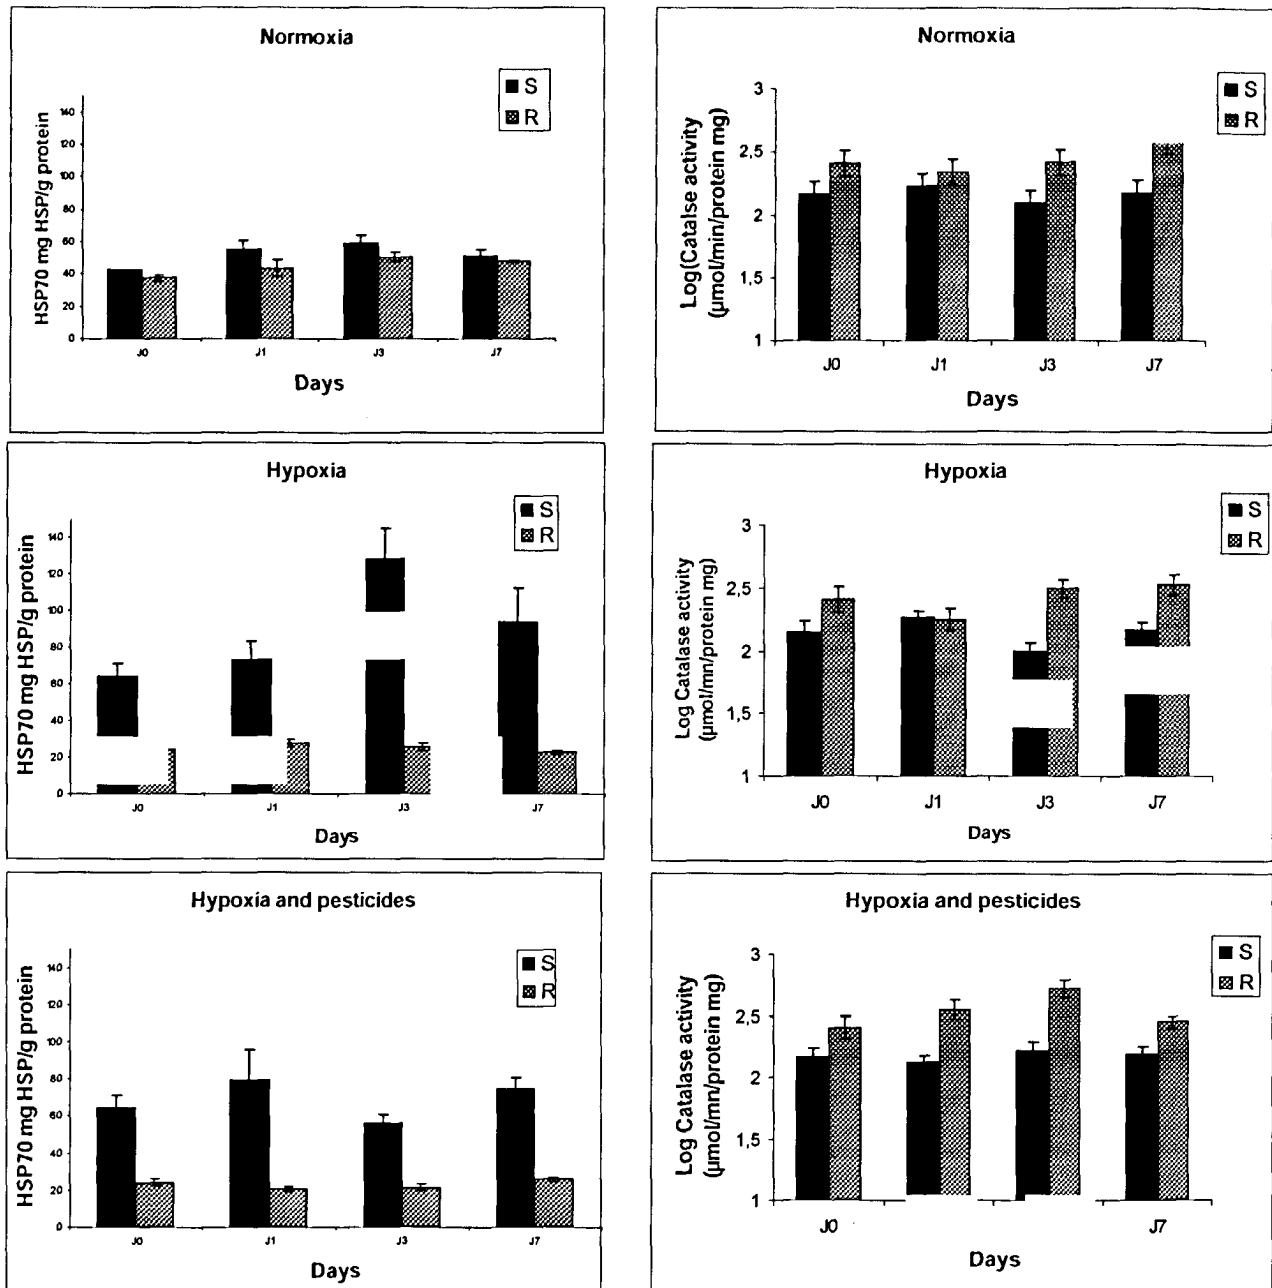 Normoxia
S
R
HSP70 mg HSP/g protein
140
120
100
80
60
40
20
0
J0 J1 J3 J7
Days
Normoxia
S
R
Log(Catalse activity
(µmol/min/protein mg)
3
2,5
2
1,5
1
J0 J1 J3 J7
Days
Hypoxia
S
R
HSP70 mg HSP/g protein
140
120
100
80
60
40
20
0
J0 J1 J3 J7
Days
Hypoxia
S
R
Log Catalase activity
(µmol/mn/protein mg)
3
2,5
2
1,5
1
J0 J1 J3 J7
Days
Hypoxia and pesticides
S
R
HSP70 mg HSP/g protein
140
120
100
80
60
40
20
0
J0 J1 J3 J7
Days
Hypoxia and pesticides
S
R
Log Catalase activity
(µmol/mn/protein mg)
3
2,5
2
1,5
1
J0 J7
Days